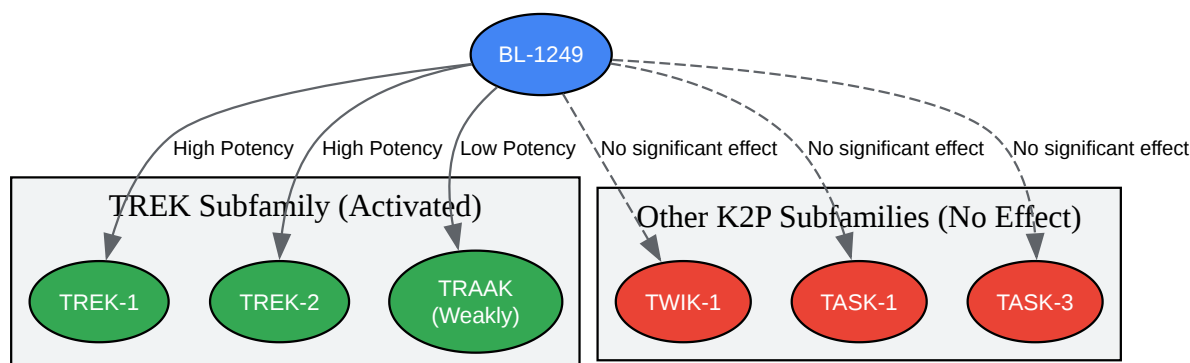 BL-1249
High Potency
High Potency
Low Potency
No significant effect
No significant effect
No significant effect
TREK Subfamily (Activated)
Other K2P Subfamilies (No Effect)
TREK-1
TREK-2
TRAAK
(Weakly)
TWIK-1
TASK-1
TASK-3